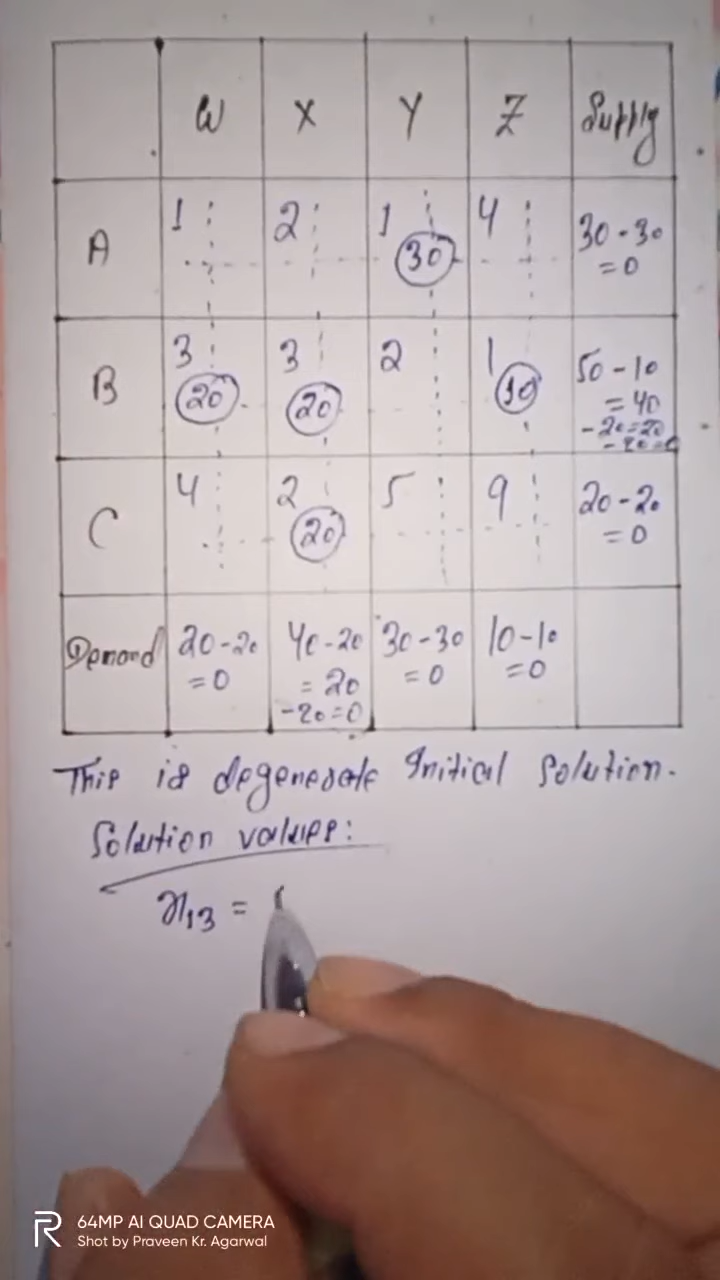 W X Y Z Supply
A 1 2 1 30 4 30-30 =0
B 3 20 3 20 2 1 10 50-10 =40 -20=20 -20=0
C 4 2 20 5 9 20-20 =0
Demand 20-20 =0 40-20 =20 -20=0 30-30 =0 10-10 =0
This is degenerate Initial Solution.
Solution values:
x13 =
64MP AI QUAD CAMERA
Shot by Praveen Kr. Agarwal